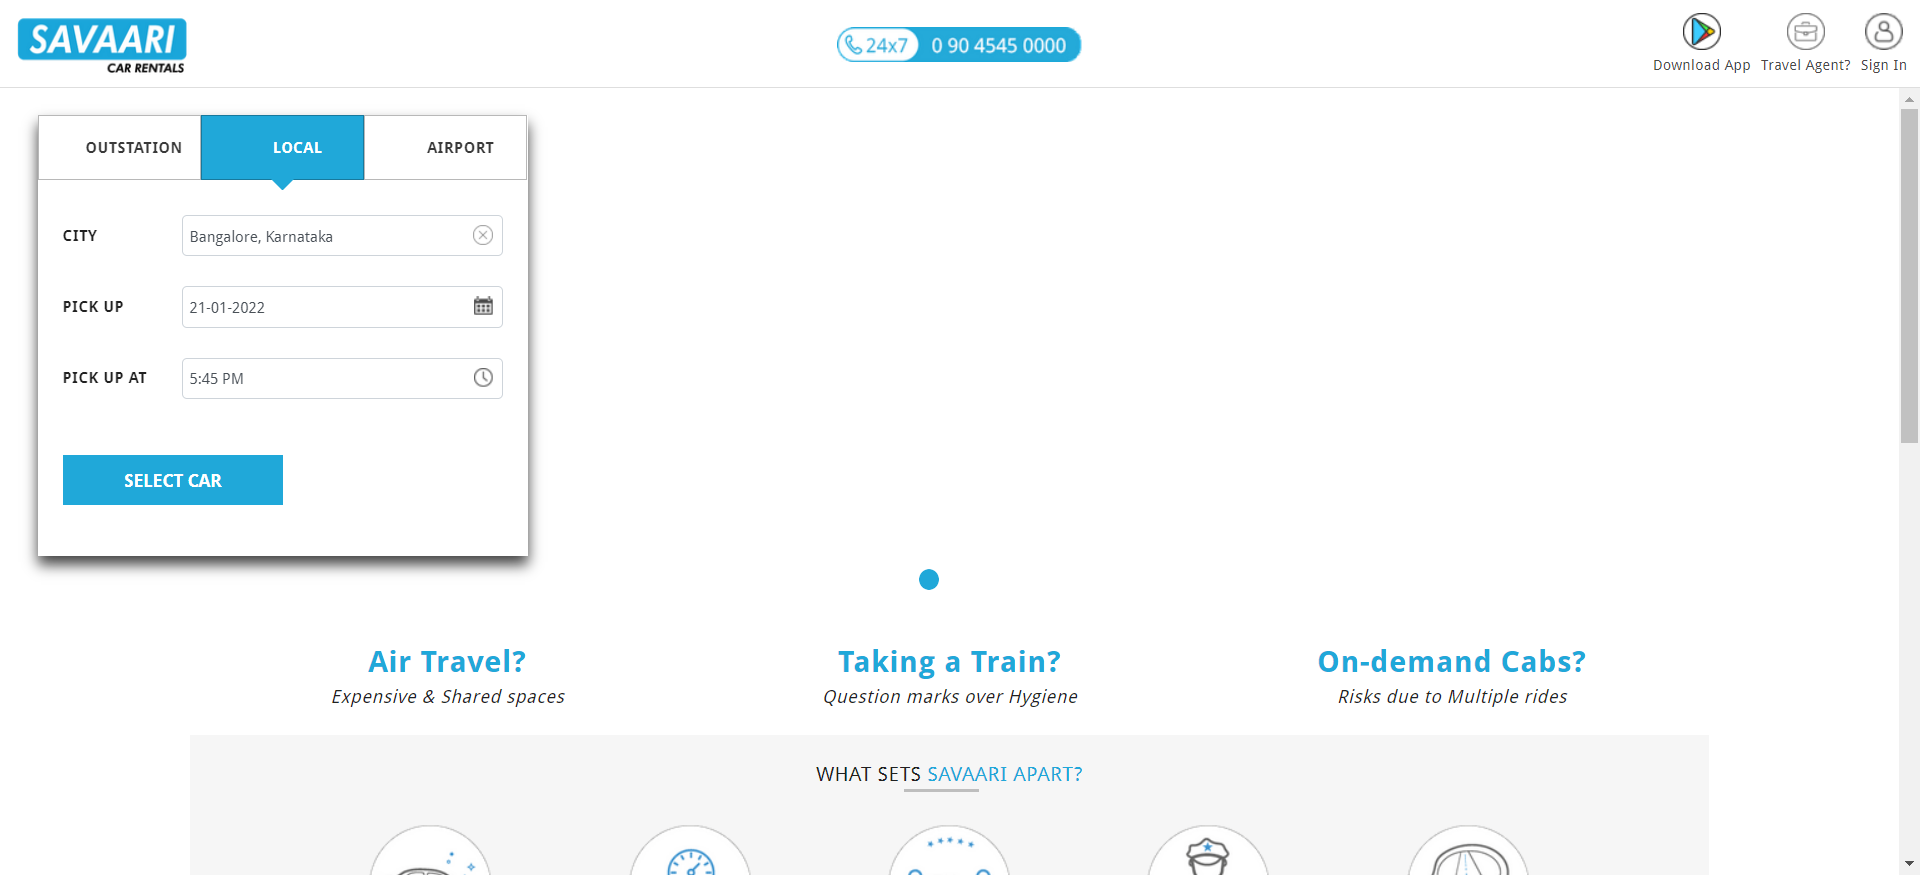 SAVAARI
CAR RENTALS
24x7 0 90 4545 0000
Download App
Travel Agent?
Sign In
OUTSTATION
LOCAL
AIRPORT
CITY
Bangalore, Karnataka
PICK UP
21-01-2022
PICK UP AT
5:45 PM
SELECT CAR
Air Travel?
Expensive & Shared spaces
Taking a Train?
Question marks over Hygiene
On-demand Cabs?
Risks due to Multiple rides
WHAT SETS SAVAARI APART?